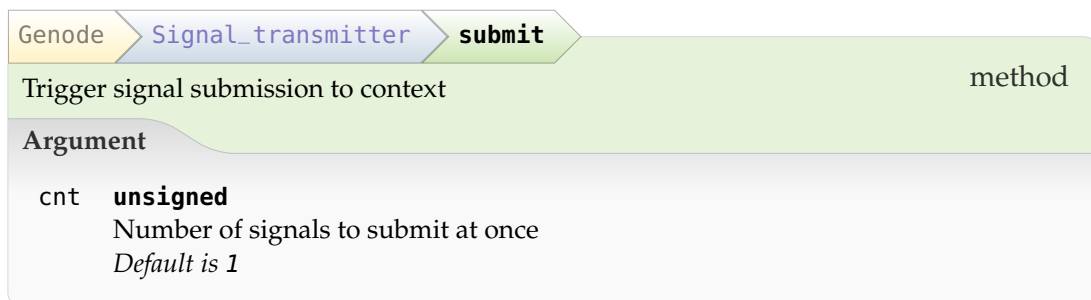 Genode Signal_transmitter submit
method
Trigger signal submission to context
Argument
cnt unsigned
Number of signals to submit at once
Default is 1